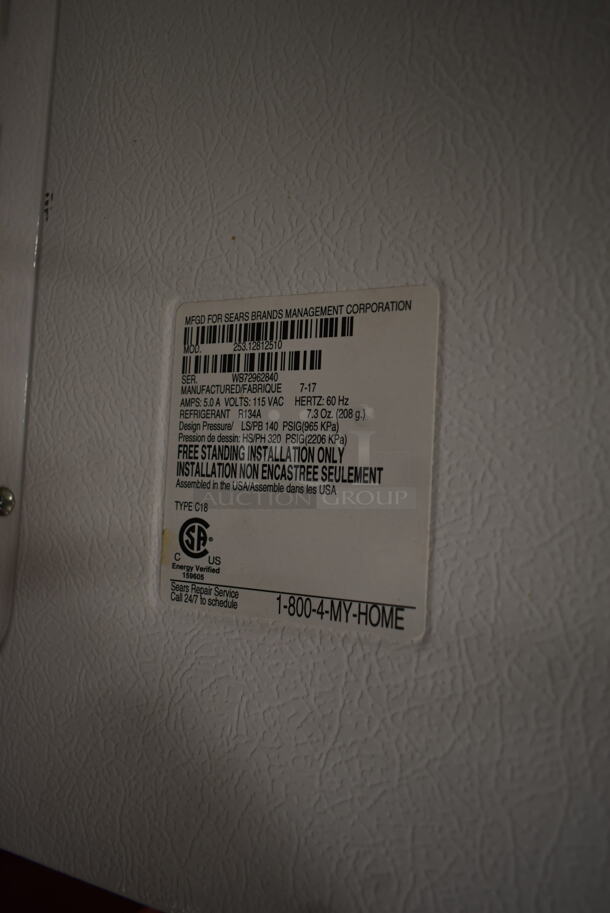 MFGD FOR SEARS BRANDS MANAGEMENT CORPORATION
MOD. 253.12812510
SER. WB72962840
MANUFACTURED/FABRIQUE 7-17
AMPS: 5.0 A VOLTS: 115 VAC HERTZ: 60 Hz
REFRIGERANT R134A 7.3 Oz. (208 g.)
Design Pressure/ LS/PB 140 PSIG(965 KPa)
Pression de dessin: HS/PH 320 PSIG(2206 KPa)
FREE STANDING INSTALLATION ONLY
INSTALLATION NON ENCASTREE SEULEMENT
Assembled in the USA/Assemble dans les USA
AUCTION GROUP
TYPE C18
SA
C US
Energy Verified
159605
Sears Repair Service
Call 24/7 to schedule
1-800-4-MY-HOME